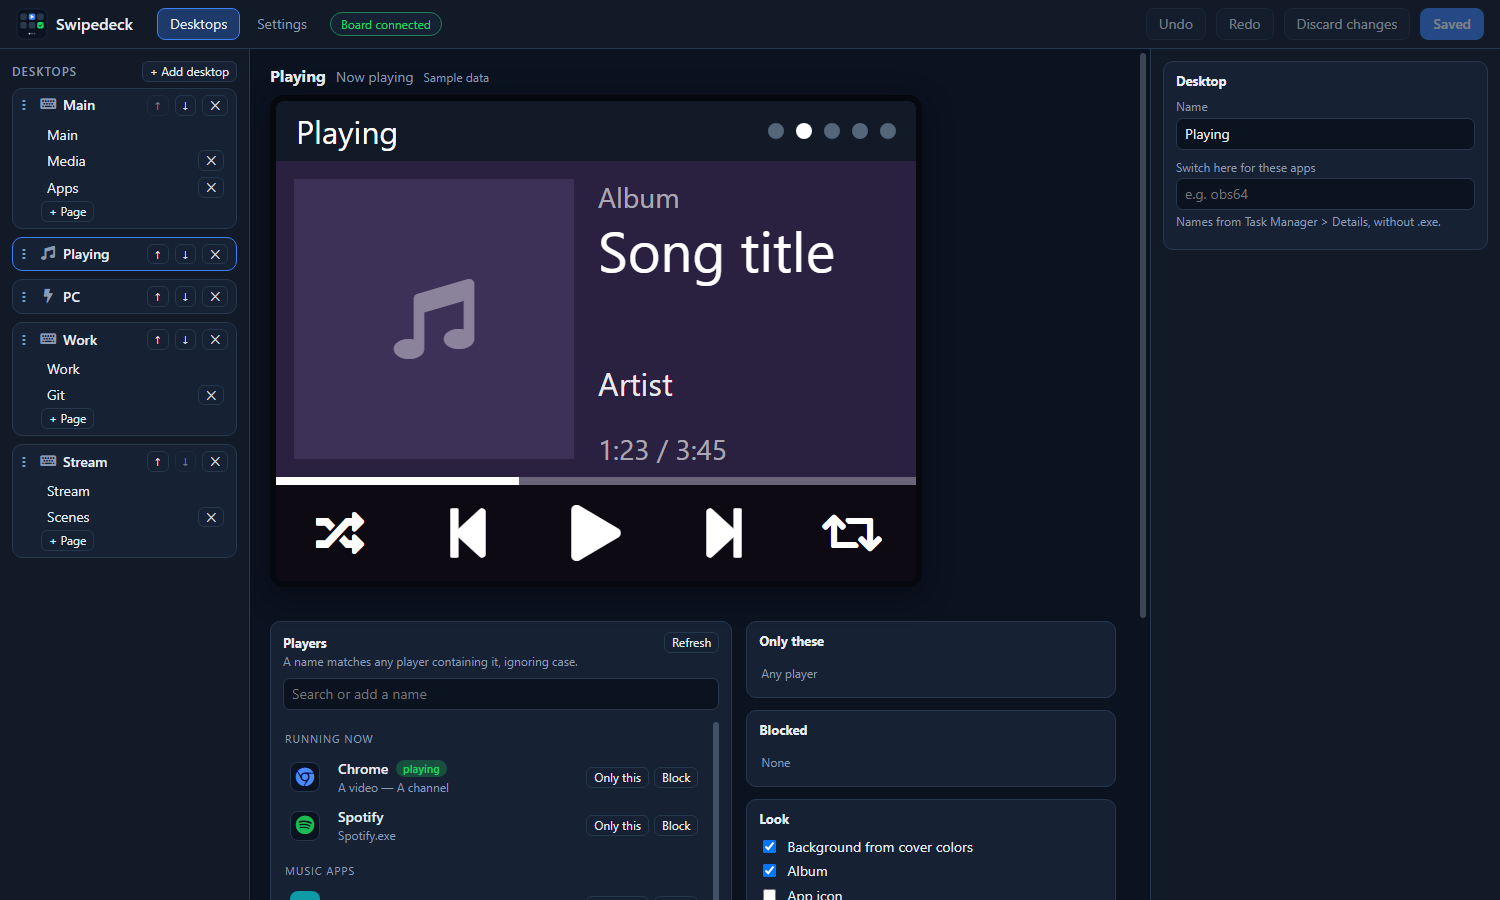 Swipedeck
Desktops
Settings
Board connected
Undo
Redo
Discard changes
Saved
DESKTOPS
+ Add desktop
Main
↑ ↓ X
Main
Media X
Apps X
+ Page
Playing
↑ ↓ X
PC
↑ ↓ X
Work
↑ ↓ X
Work
Git X
+ Page
Stream
↑ ↓ X
Stream
Scenes X
+ Page
Playing Now playing Sample data
Playing
Album
Song title
Artist
1:23 / 3:45
Players
Refresh
A name matches any player containing it, ignoring case.
Search or add a name
RUNNING NOW
Chrome playing
A video — A channel
Only this Block
Spotify
Spotify.exe
Only this Block
MUSIC APPS
Only these
Any player
Blocked
None
Look
Background from cover colors
Album
App icon
Desktop
Name
Playing
Switch here for these apps
e.g. obs64
Names from Task Manager > Details, without .exe.